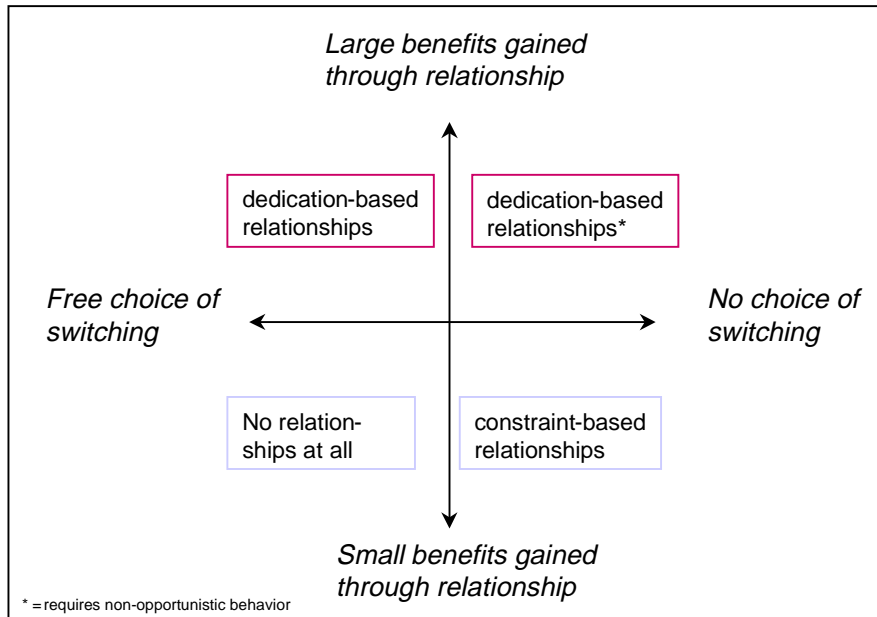 Large benefits gained
through relationship
dedication-based
relationships
dedication-based
relationships*
Free choice of
switching
No choice of
switching
No relation-
ships at all
constraint-based
relationships
Small benefits gained
through relationship
* = requires non-opportunistic behavior